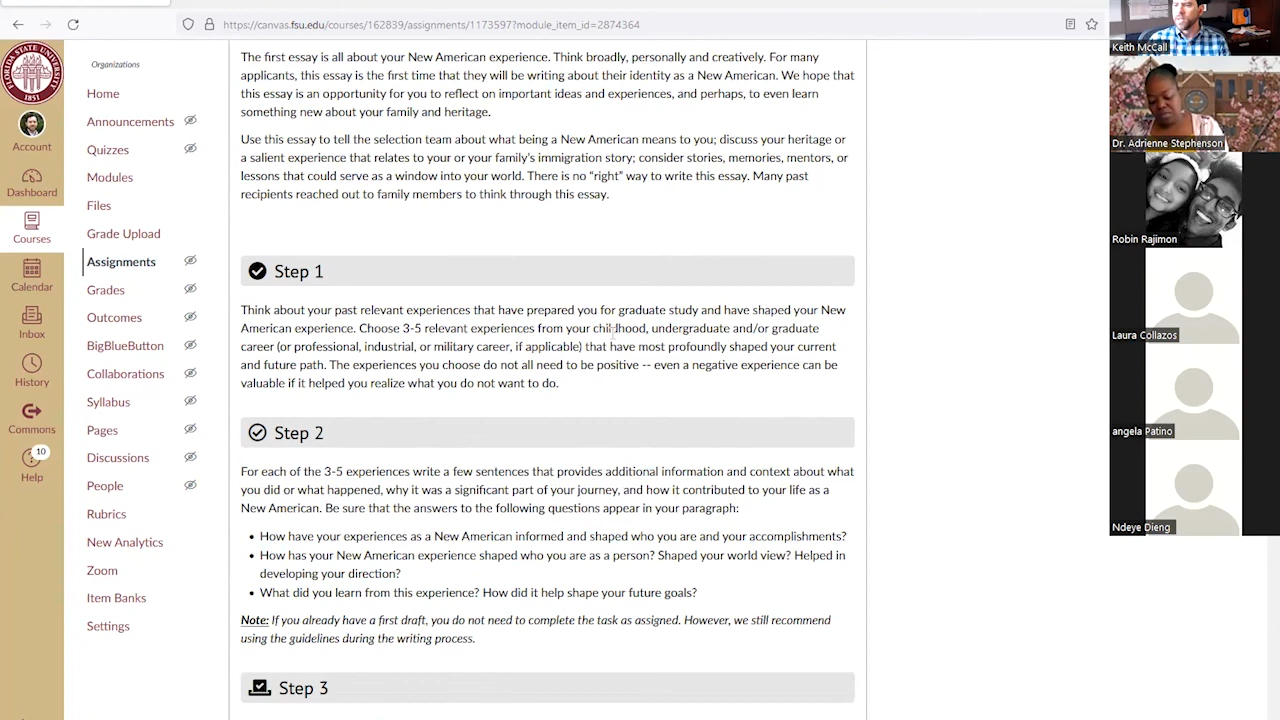 https://canvas.fsu.edu/courses/162839/assignments/1173597?module_item_id=2874364
FLORIDA STATE UNIVERSITY
1851
Account
Dashboard
Courses
Calendar
Inbox
History
Commons
10
Help
Organizations
Home
Announcements
Quizzes
Modules
Files
Grade Upload
Assignments
Grades
Outcomes
BigBlueButton
Collaborations
Syllabus
Pages
Discussions
People
Rubrics
New Analytics
Zoom
Item Banks
Settings
The first essay is all about your New American experience. Think broadly, personally and creatively. For many
applicants, this essay is the first time that they will be writing about their identity as a New American. We hope that
this essay is an opportunity for you to reflect on important ideas and experiences, and perhaps, to even learn
something new about your family and heritage.
Use this essay to tell the selection team about what being a New American means to you; discuss your heritage or
a salient experience that relates to your or your family's immigration story; consider stories, memories, mentors, or
lessons that could serve as a window into your world. There is no “right” way to write this essay. Many past
recipients reached out to family members to think through this essay.
Step 1
Think about your past relevant experiences that have prepared you for graduate study and have shaped your New
American experience. Choose 3-5 relevant experiences from your childhood, undergraduate and/or graduate
career (or professional, industrial or military career, if applicable) that have most profoundly shaped your current
and future path. The experiences you choose do not all need to be positive -- even a negative experience can be
valuable if it helped you realize what you do not want to do.
Step 2
For each of the 3-5 experiences write a few sentences that provides additional information and context about what
you did or what happened, why it was a significant part of your journey, and how it contributed to your life as a
New American. Be sure that the answers to the following questions appear in your paragraph:
• How have your experiences as a New American informed and shaped who you are and your accomplishments?
• How has your New American experience shaped who you are as a person? Shaped your world view? Helped in
developing your direction?
• What did you learn from this experience? How did it help shape your future goals?
Note: If you already have a first draft, you do not need to complete the task as assigned. However, we still recommend
using the guidelines during the writing process.
Step 3
Keith McCall
Dr. Adrienne Stephenson
Robin Rajimon
Laura Collazos
angela Patino
Ndeye Dieng